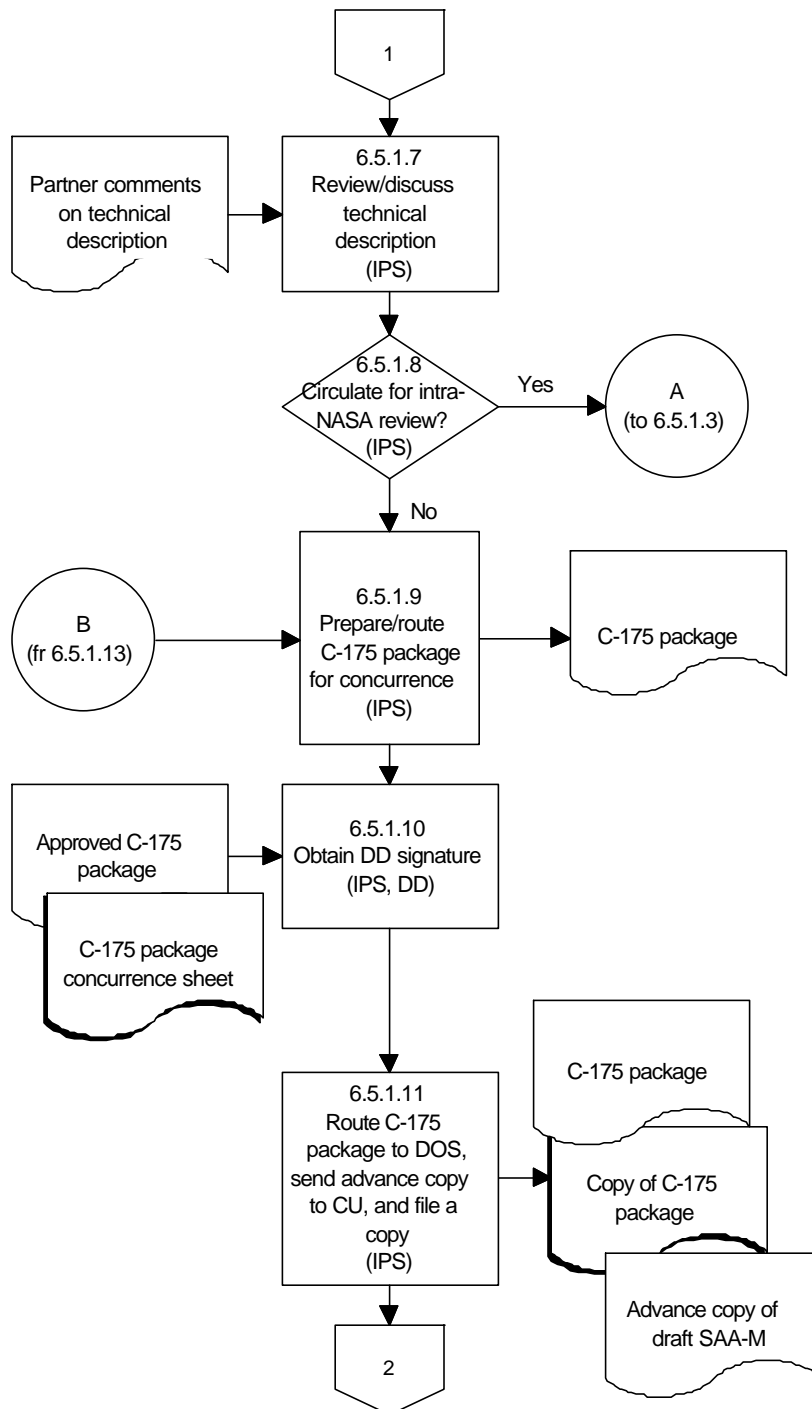 1
6.5.1.7
Review/discuss
technical
description
(IPS)
Partner comments
on technical
description
6.5.1.8
Circulate for intra-
NASA review?
(IPS)
Yes
A
(to 6.5.1.3)
No
B
(fr 6.5.1.13)
6.5.1.9
Prepare/route
C-175 package
for concurrence
(IPS)
C-175 package
Approved C-175
package
C-175 package
concurrence sheet
6.5.1.10
Obtain DD signature
(IPS, DD)
6.5.1.11
Route C-175
package to DOS,
send advance copy
to CU, and file a
copy
(IPS)
C-175 package
Copy of C-175
package
Advance copy of
draft SAA-M
2